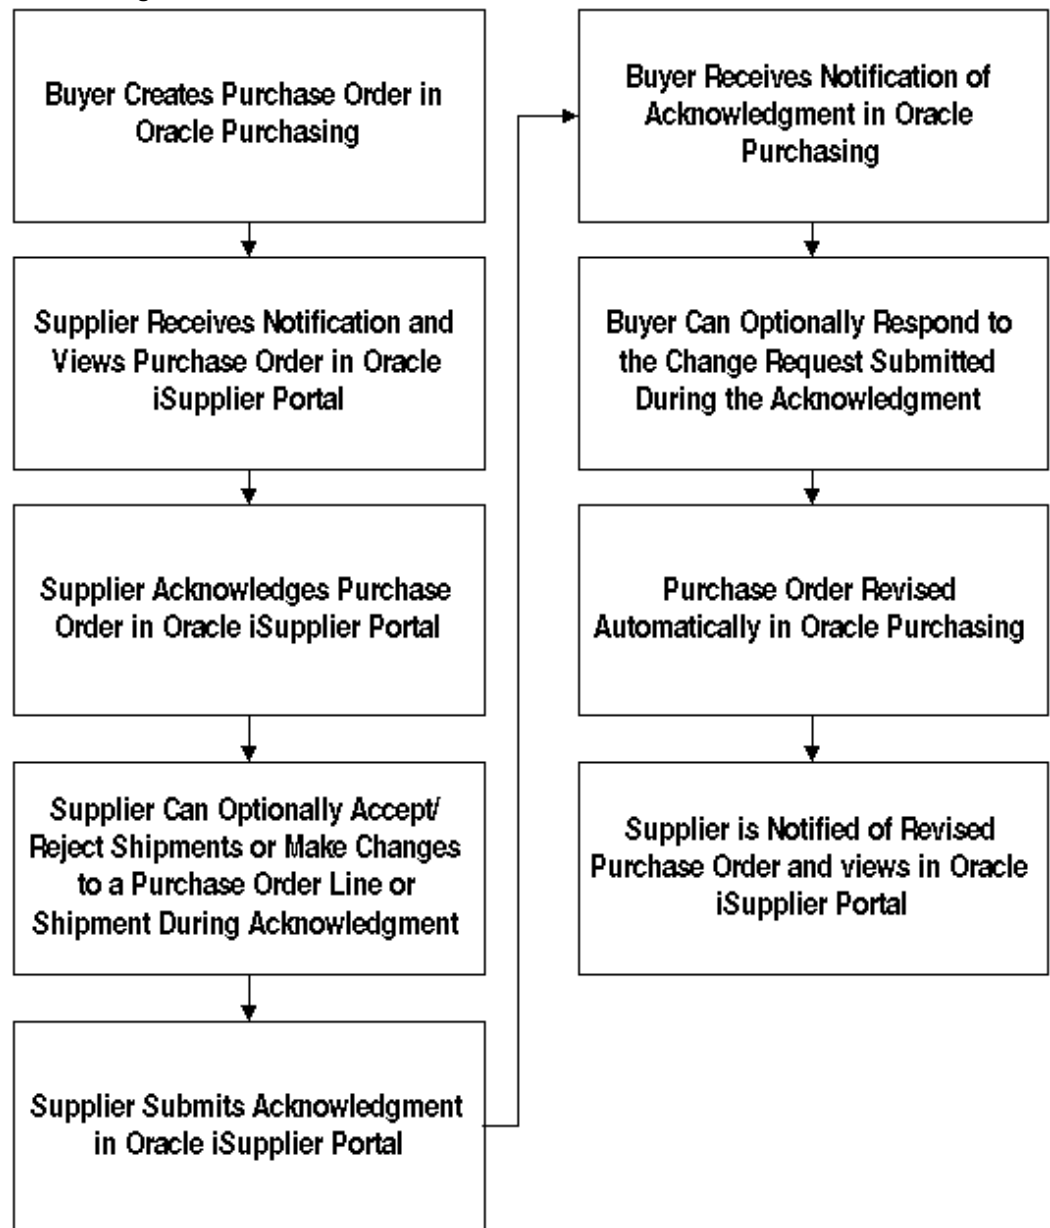 Buyer Creates Purchase Order in
Oracle Purchasing
Supplier Receives Notification and
Views Purchase Order in Oracle
iSupplier Portal
Supplier Acknowledges Purchase
Order in Oracle iSupplier Portal
Supplier Can Optionally Accept/
Reject Shipments or Make Changes
to a Purchase Order Line or
Shipment During Acknowledgment
Supplier Submits Acknowledgment
in Oracle iSupplier Portal
Buyer Receives Notification of
Acknowledgment in Oracle
Purchasing
Buyer Can Optionally Respond to
the Change Request Submitted
During the Acknowledgment
Purchase Order Revised
Automatically in Oracle Purchasing
Supplier is Notified of Revised
Purchase Order and views in Oracle
iSupplier Portal